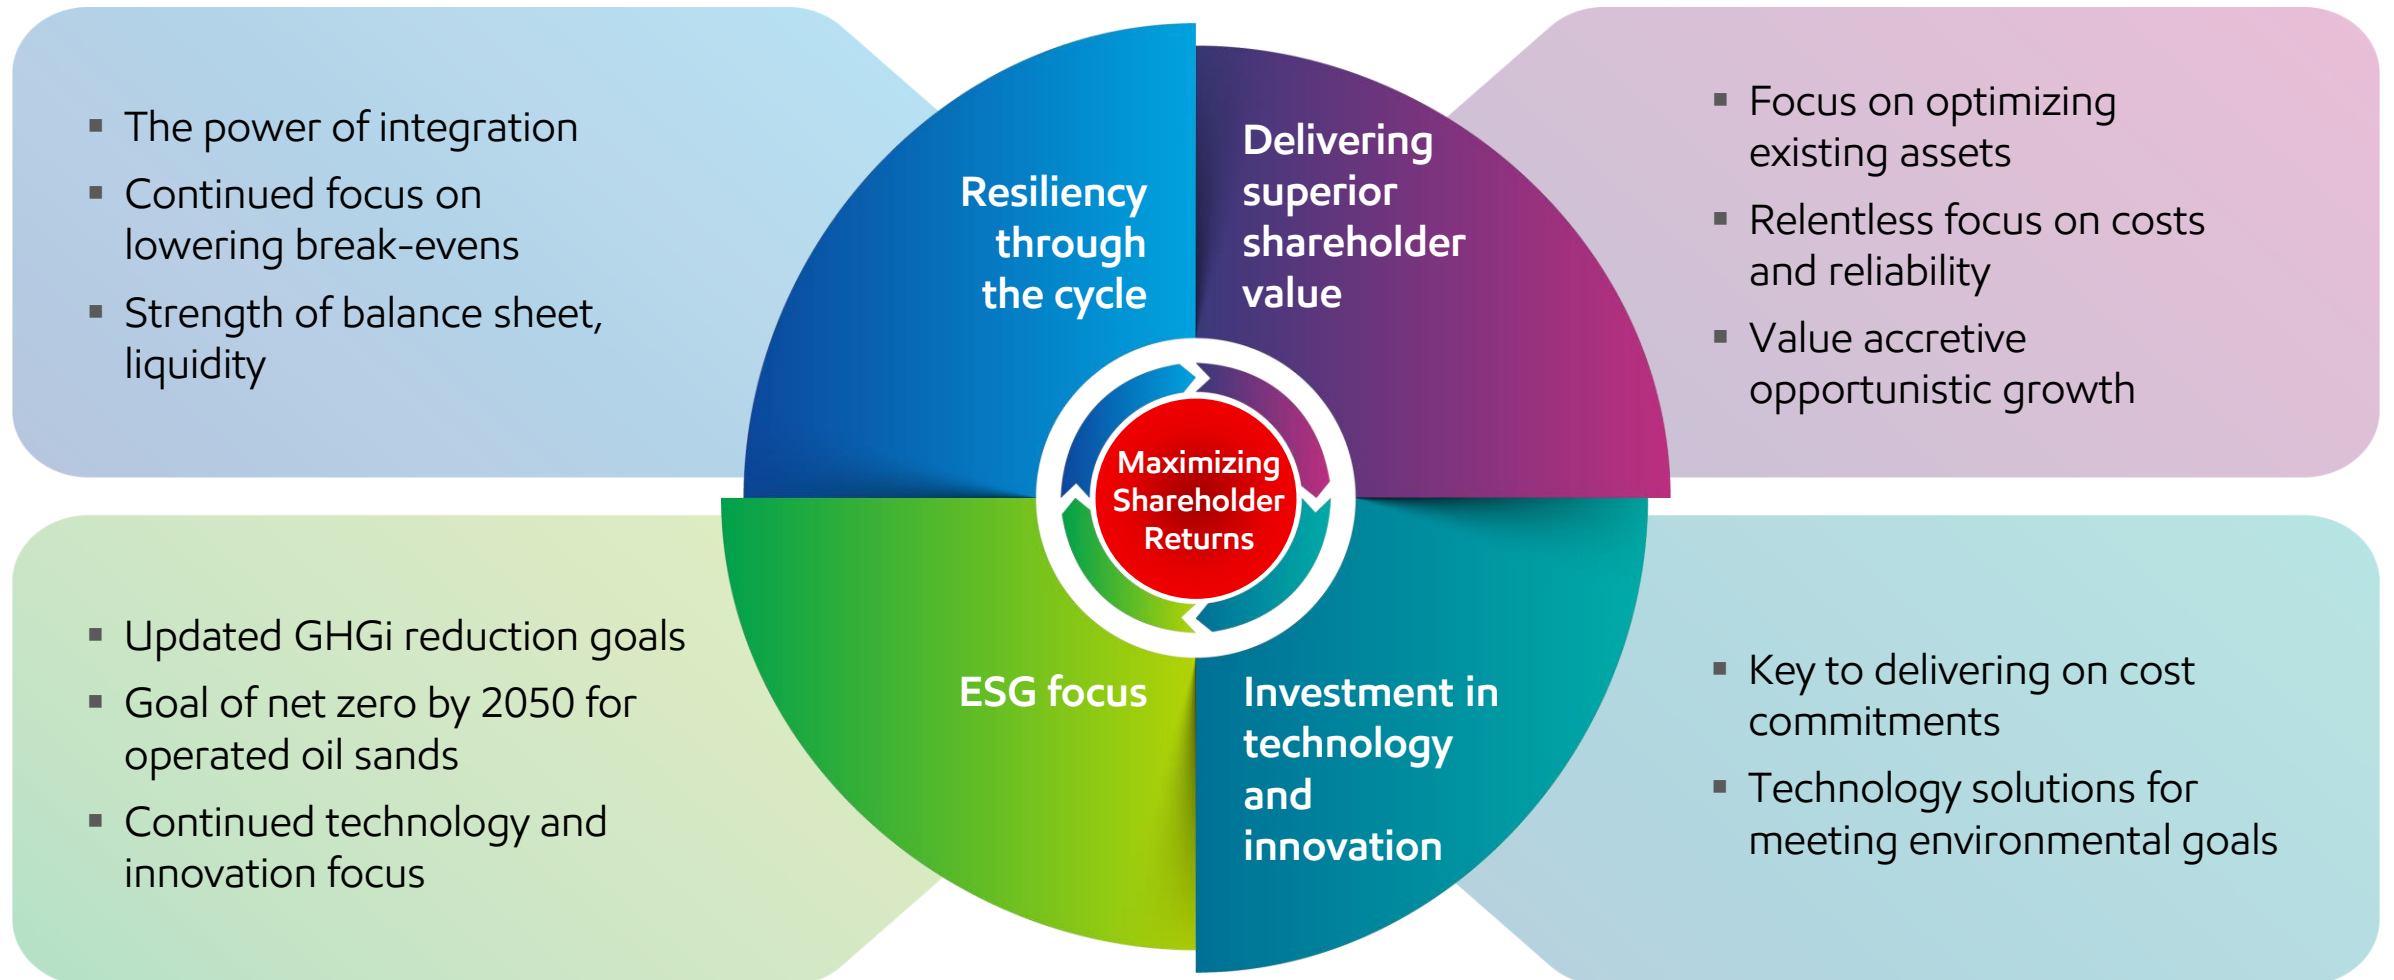 ▪ The power of integration
▪ Continued focus on
lowering break-evens
▪ Strength of balance sheet,
liquidity
Resiliency
through
the cycle
Delivering
superior
shareholder
value
▪ Focus on optimizing
existing assets
▪ Relentless focus on costs
and reliability
▪ Value accretive
opportunistic growth
Maximizing
Shareholder
Returns
▪ Updated GHGi reduction goals
▪ Goal of net zero by 2050 for
operated oil sands
▪ Continued technology and
innovation focus
ESG focus
Investment in
technology
and
innovation
▪ Key to delivering on cost
commitments
▪ Technology solutions for
meeting environmental goals